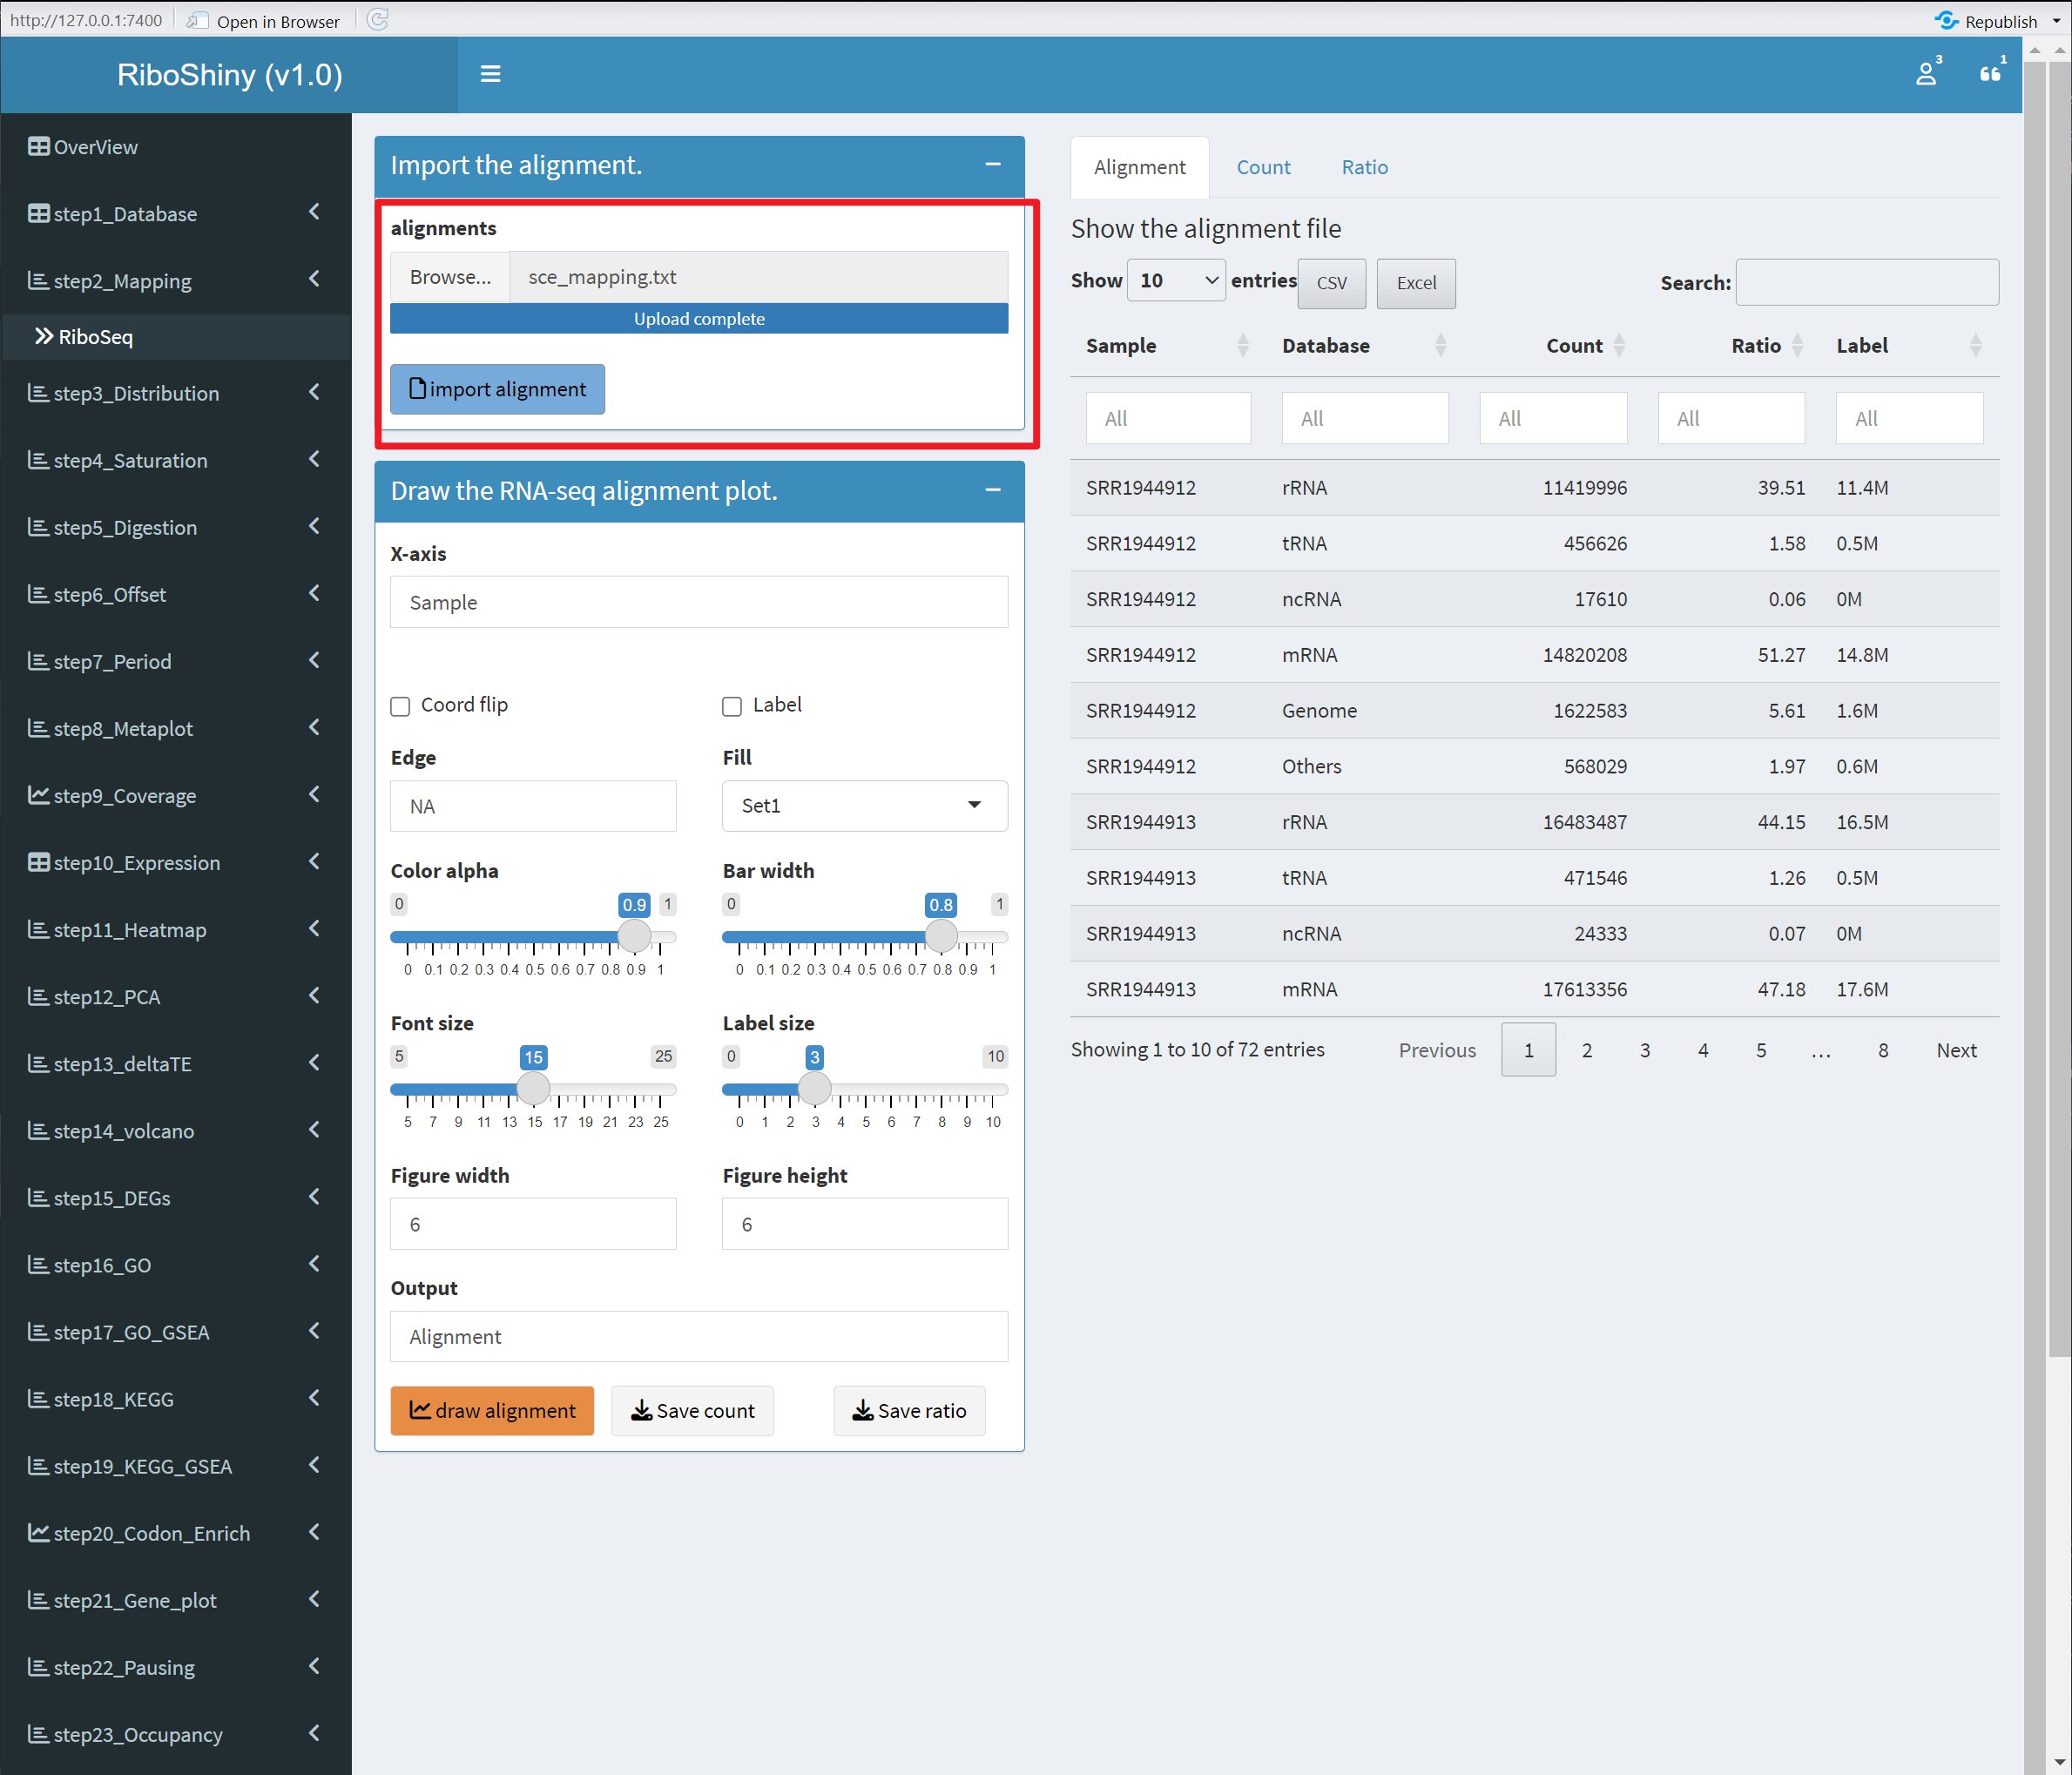 http://127.0.0.1:7400 Open in Browser Republish
RiboShiny (v1.0) 3 1
OverView
step1_Database
step2_Mapping
RiboSeq
step3_Distribution
step4_Saturation
step5_Digestion
step6_Offset
step7_Period
step8_Metaplot
step9_Coverage
step10_Expression
step11_Heatmap
step12_PCA
step13_deltaTE
step14_volcano
step15_DEGs
step16_GO
step17_GO_GSEA
step18_KEGG
step19_KEGG_GSEA
step20_Codon_Enrich
step21_Gene_plot
step22_Pausing
step23_Occupancy
Import the alignment.
alignments
Browse... sce_mapping.txt
Upload complete
import alignment
Draw the RNA-seq alignment plot.
X-axis
Sample
Coord flip Label
Edge Fill
NA Set1
Color alpha Bar width
0 0.9 1 0 0.8 1
0 0.1 0.2 0.3 0.4 0.5 0.6 0.7 0.8 0.9 1 0 0.1 0.2 0.3 0.4 0.5 0.6 0.7 0.8 0.9 1
Font size Label size
5 15 25 0 3 10
5 7 9 11 13 15 17 19 21 23 25 0 1 2 3 4 5 6 7 8 9 10
Figure width Figure height
6 6
Output
Alignment
draw alignment Save count Save ratio
Alignment Count Ratio
Show the alignment file
Show 10 entries CSV Excel Search:
Sample Database Count Ratio Label
All All All All All
SRR1944912 rRNA 11419996 39.51 11.4M
SRR1944912 tRNA 456626 1.58 0.5M
SRR1944912 ncRNA 17610 0.06 0M
SRR1944912 mRNA 14820208 51.27 14.8M
SRR1944912 Genome 1622583 5.61 1.6M
SRR1944912 Others 568029 1.97 0.6M
SRR1944913 rRNA 16483487 44.15 16.5M
SRR1944913 tRNA 471546 1.26 0.5M
SRR1944913 ncRNA 24333 0.07 0M
SRR1944913 mRNA 17613356 47.18 17.6M
Showing 1 to 10 of 72 entries Previous 1 2 3 4 5 … 8 Next